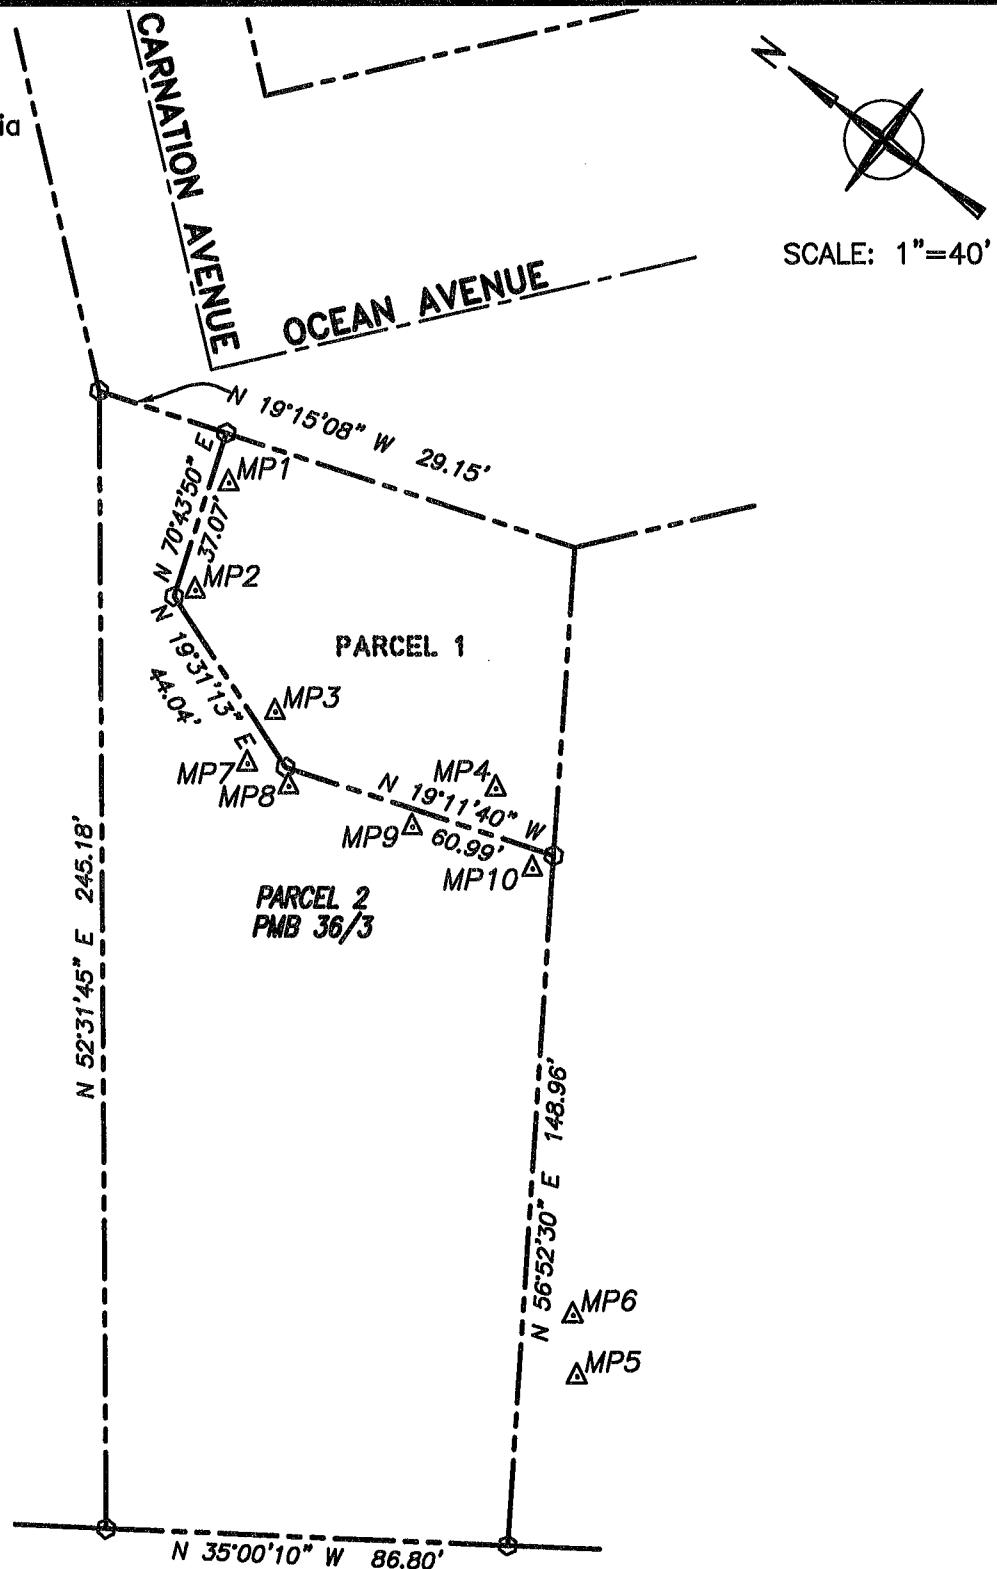 CARNATION AVENUE
ia
N
SCALE: 1"=40'
OCEAN AVENUE
N 19°15'08" W 29.15'
N 70°43'50" E
37.07'
MP1
MP2
N 19°31'13" E
44.04'
PARCEL 1
MP3
MP7
MP8
MP4
N 19°11'40" W
60.99'
MP9
MP10
PARCEL 2
PMB 36/3
N 52°31'45" E 245.18'
N 56°52'30" E 148.96'
MP6
MP5
N 35°00'10" W 86.80'